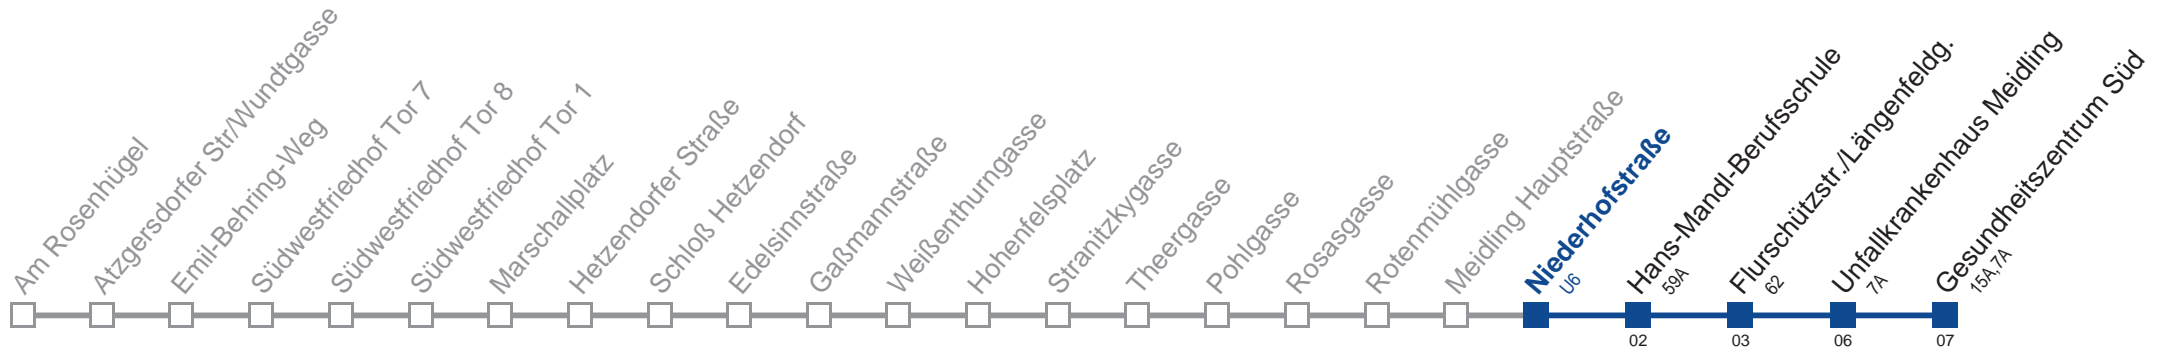 Am Rosenhügel
Atzgersdorfer Str/Wundtgasse
Emil-Behring-Weg
Südwestfriedhof Tor 7
Südwestfriedhof Tor 8
Südwestfriedhof Tor 1
Marschallplatz
Hetzendorfer Straße
Schloß Hetzendorf
Edelsinnstraße
Gaßmannstraße
Weißenthurngasse
Hohenfelsplatz
Stranitzkygasse
Theergasse
Pohlgasse
Rosasgasse
Rotenmühlgasse
Meidling Hauptstraße
Niederhofstraße
U6
Hans-Mandl-Berufsschule
59A
02
Flurschützstr./Längenfeldg.
62
03
Unfallkrankenhaus Meidling
7A
06
Gesundheitszentrum Süd
15A,7A
07